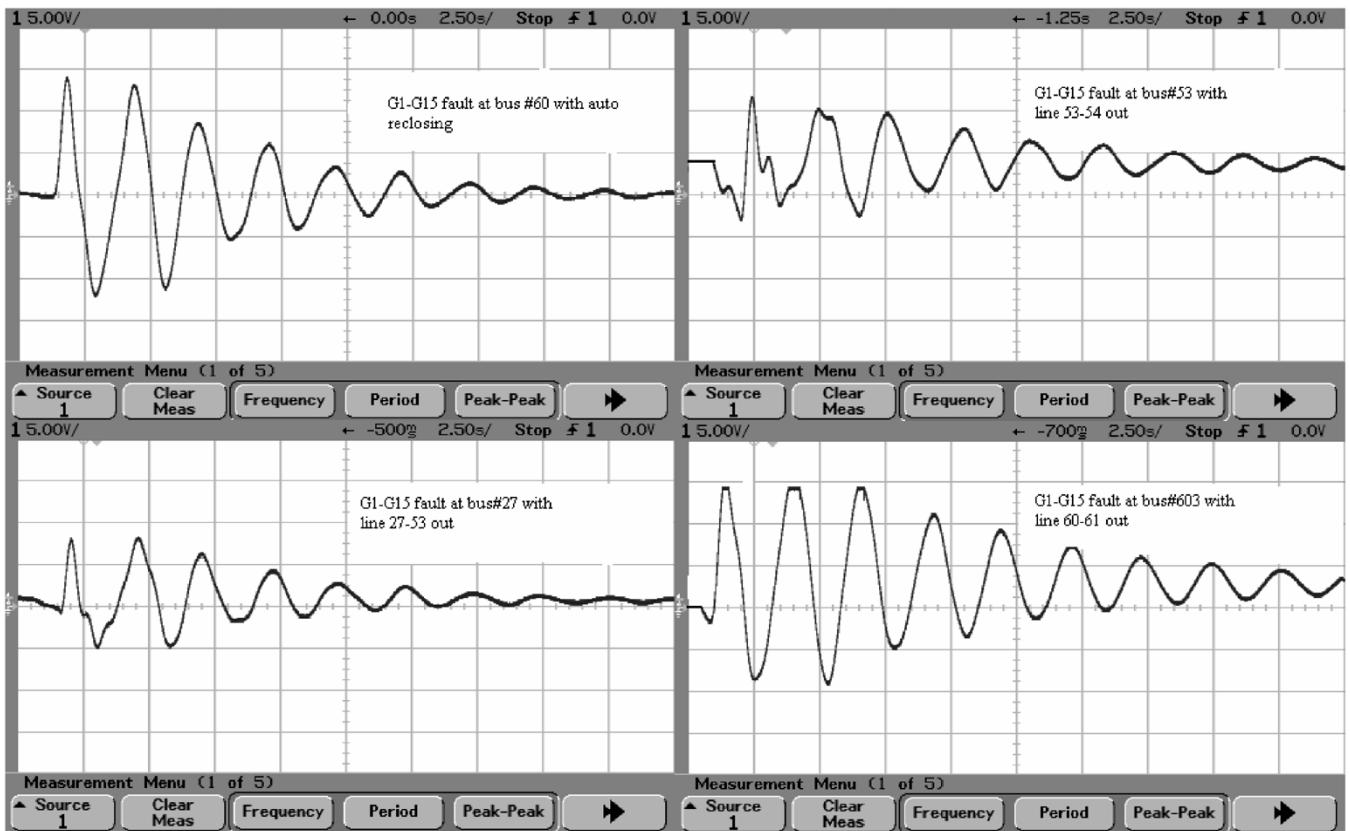 1 5.00V/ ← 0.00s 2.50s/ Stop ₣ 1 0.0V
G1-G15 fault at bus #60 with auto
reclosing
Measurement Menu (1 of 5)
Source
1
Clear
Meas
Frequency
Period
Peak-Peak
1 5.00V/ ← -1.25s 2.50s/ Stop ₣ 1 0.0V
G1-G15 fault at bus#53 with
line 53-54 out
Measurement Menu (1 of 5)
Source
1
Clear
Meas
Frequency
Period
Peak-Peak
1 5.00V/ ← -500ms 2.50s/ Stop ₣ 1 0.0V
G1-G15 fault at bus#27 with
line 27-53 out
Measurement Menu (1 of 5)
Source
1
Clear
Meas
Frequency
Period
Peak-Peak
1 5.00V/ ← -700ms 2.50s/ Stop ₣ 1 0.0V
G1-G15 fault at bus#603 with
line 60-61 out
Measurement Menu (1 of 5)
Source
1
Clear
Meas
Frequency
Period
Peak-Peak